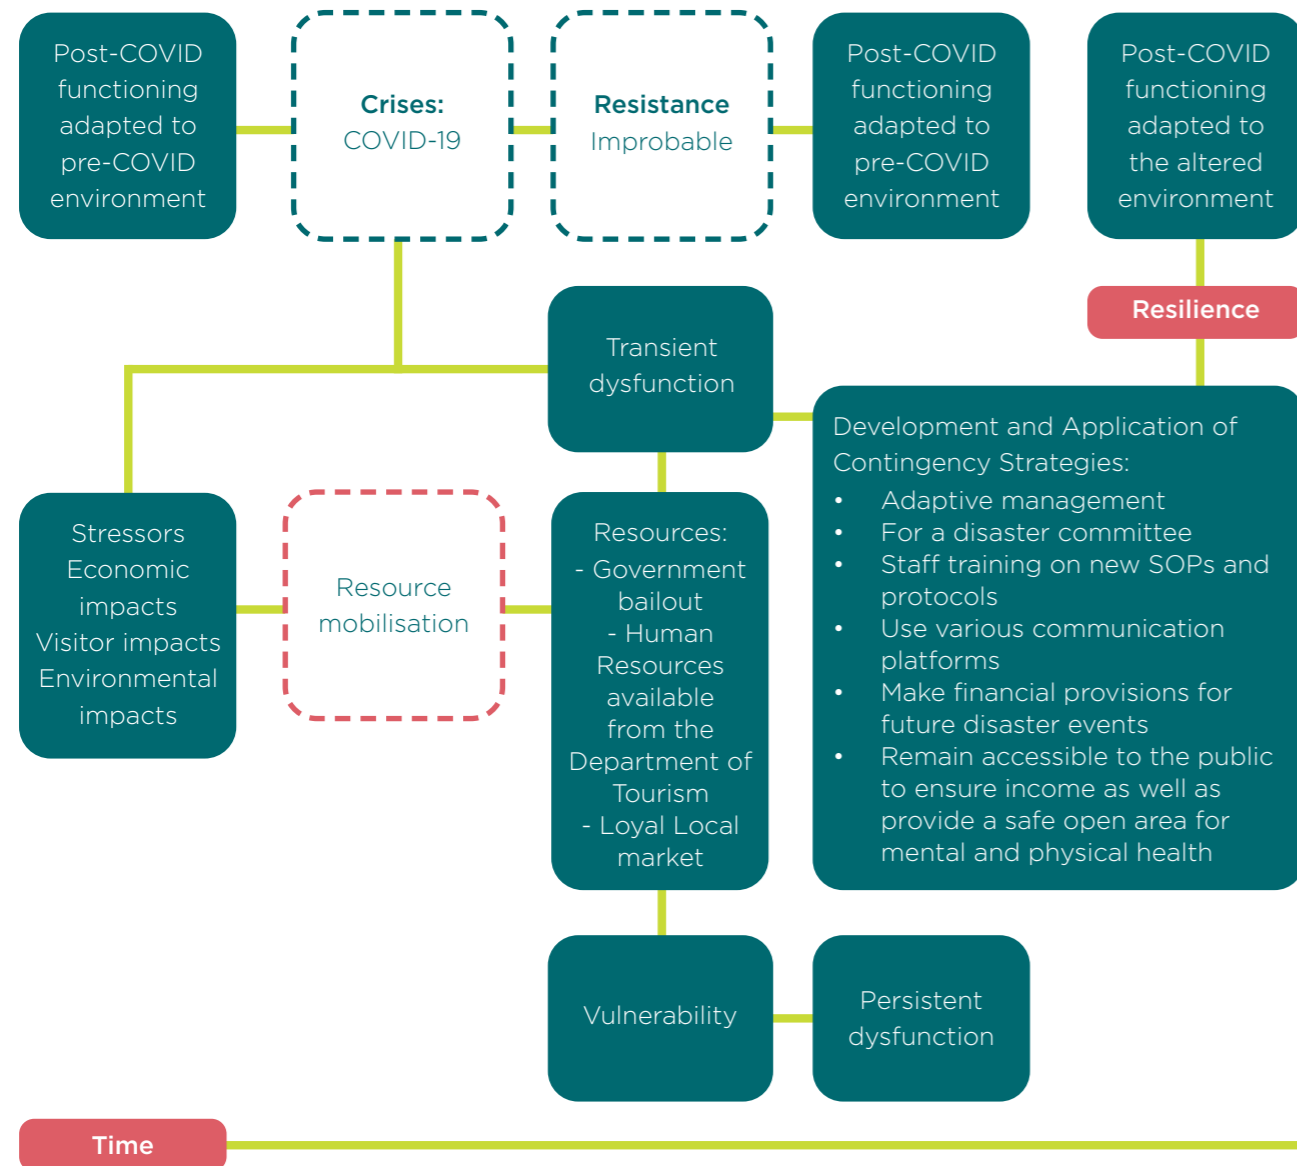 Post-COVID
functioning
adapted to
pre-COVID
environment
Crises:
COVID-19
Resistance
Improbable
Post-COVID
functioning
adapted to
pre-COVID
environment
Post-COVID
functioning
adapted to
the altered
environment
Resilience
Transient
dysfunction
Stressors
Economic
impacts
Visitor impacts
Environmental
impacts
Resource
mobilisation
Resources:
- Government
bailout
- Human
Resources
available
from the
Department of
Tourism
- Loyal Local
market
Development and Application of
Contingency Strategies:
• Adaptive management
• For a disaster committee
• Staff training on new SOPs and
protocols
• Use various communication
platforms
• Make financial provisions for
future disaster events
• Remain accessible to the public
to ensure income as well as
provide a safe open area for
mental and physical health
Vulnerability
Persistent
dysfunction
Time